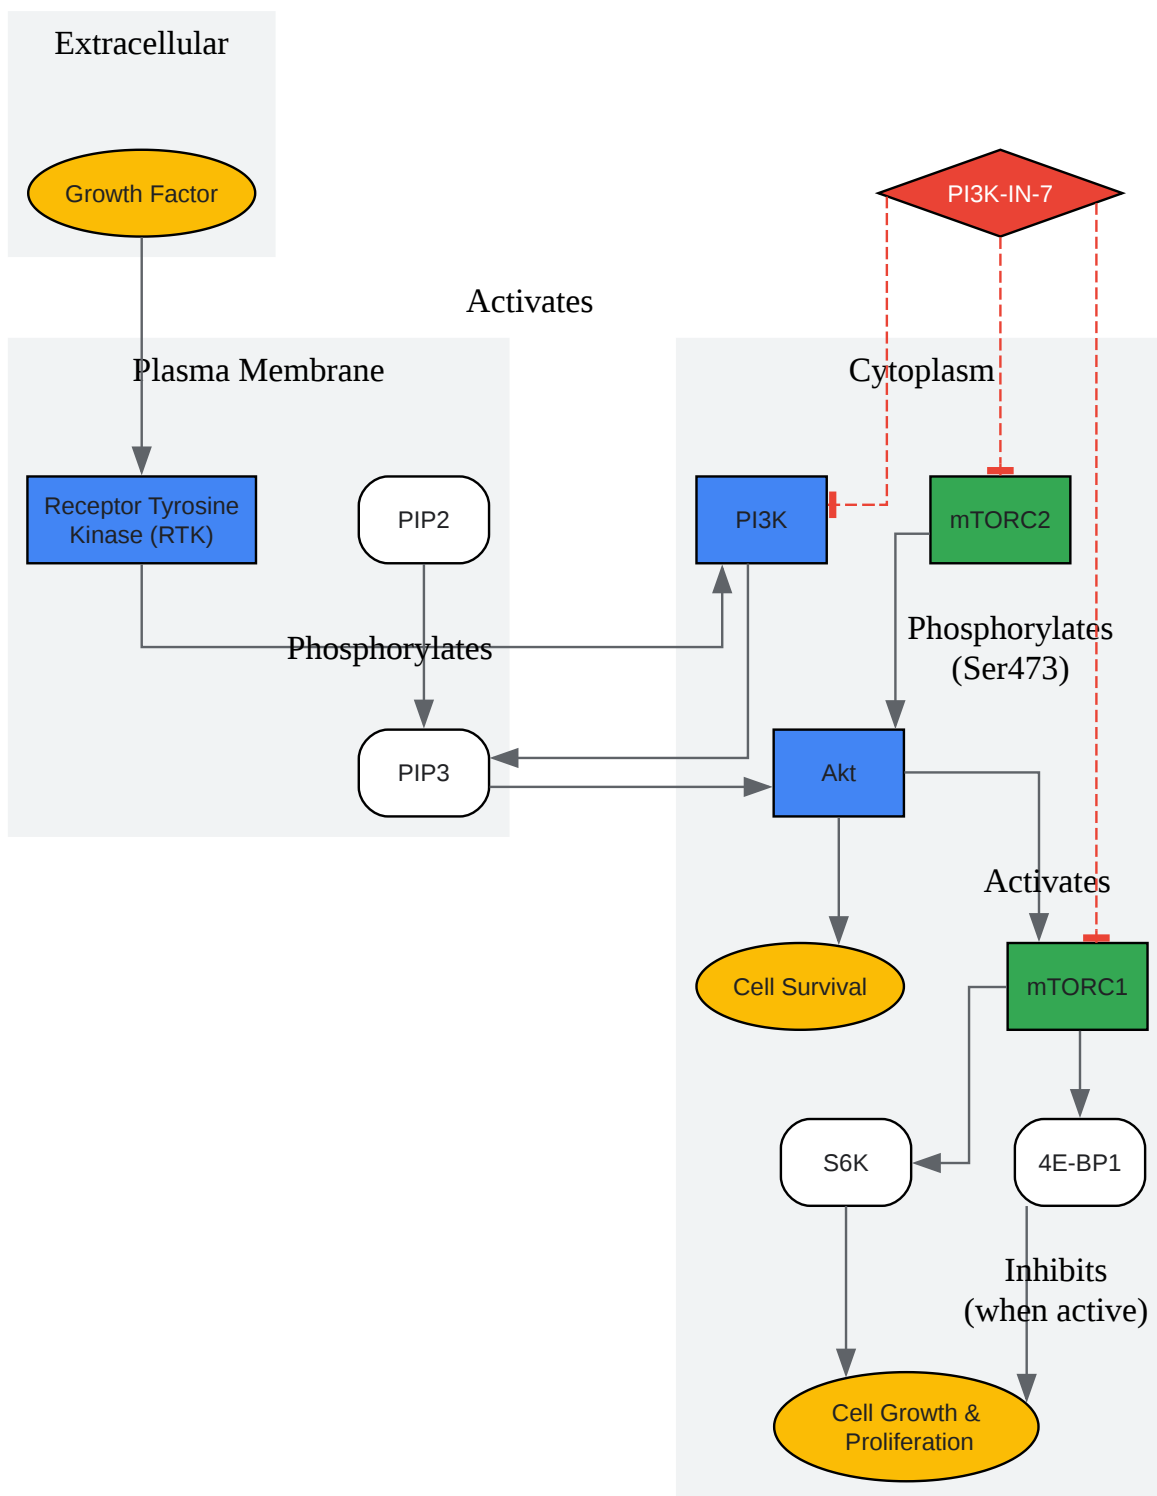 Extracellular
Growth Factor
PI3K-IN-7
Activates
Plasma Membrane
Cytoplasm
Receptor Tyrosine
Kinase (RTK)
PIP2
PI3K
mTORC2
Phosphorylates
Phosphorylates
(Ser473)
PIP3
Akt
Activates
Cell Survival
mTORC1
S6K
4E-BP1
Inhibits
(when active)
Cell Growth &
Proliferation